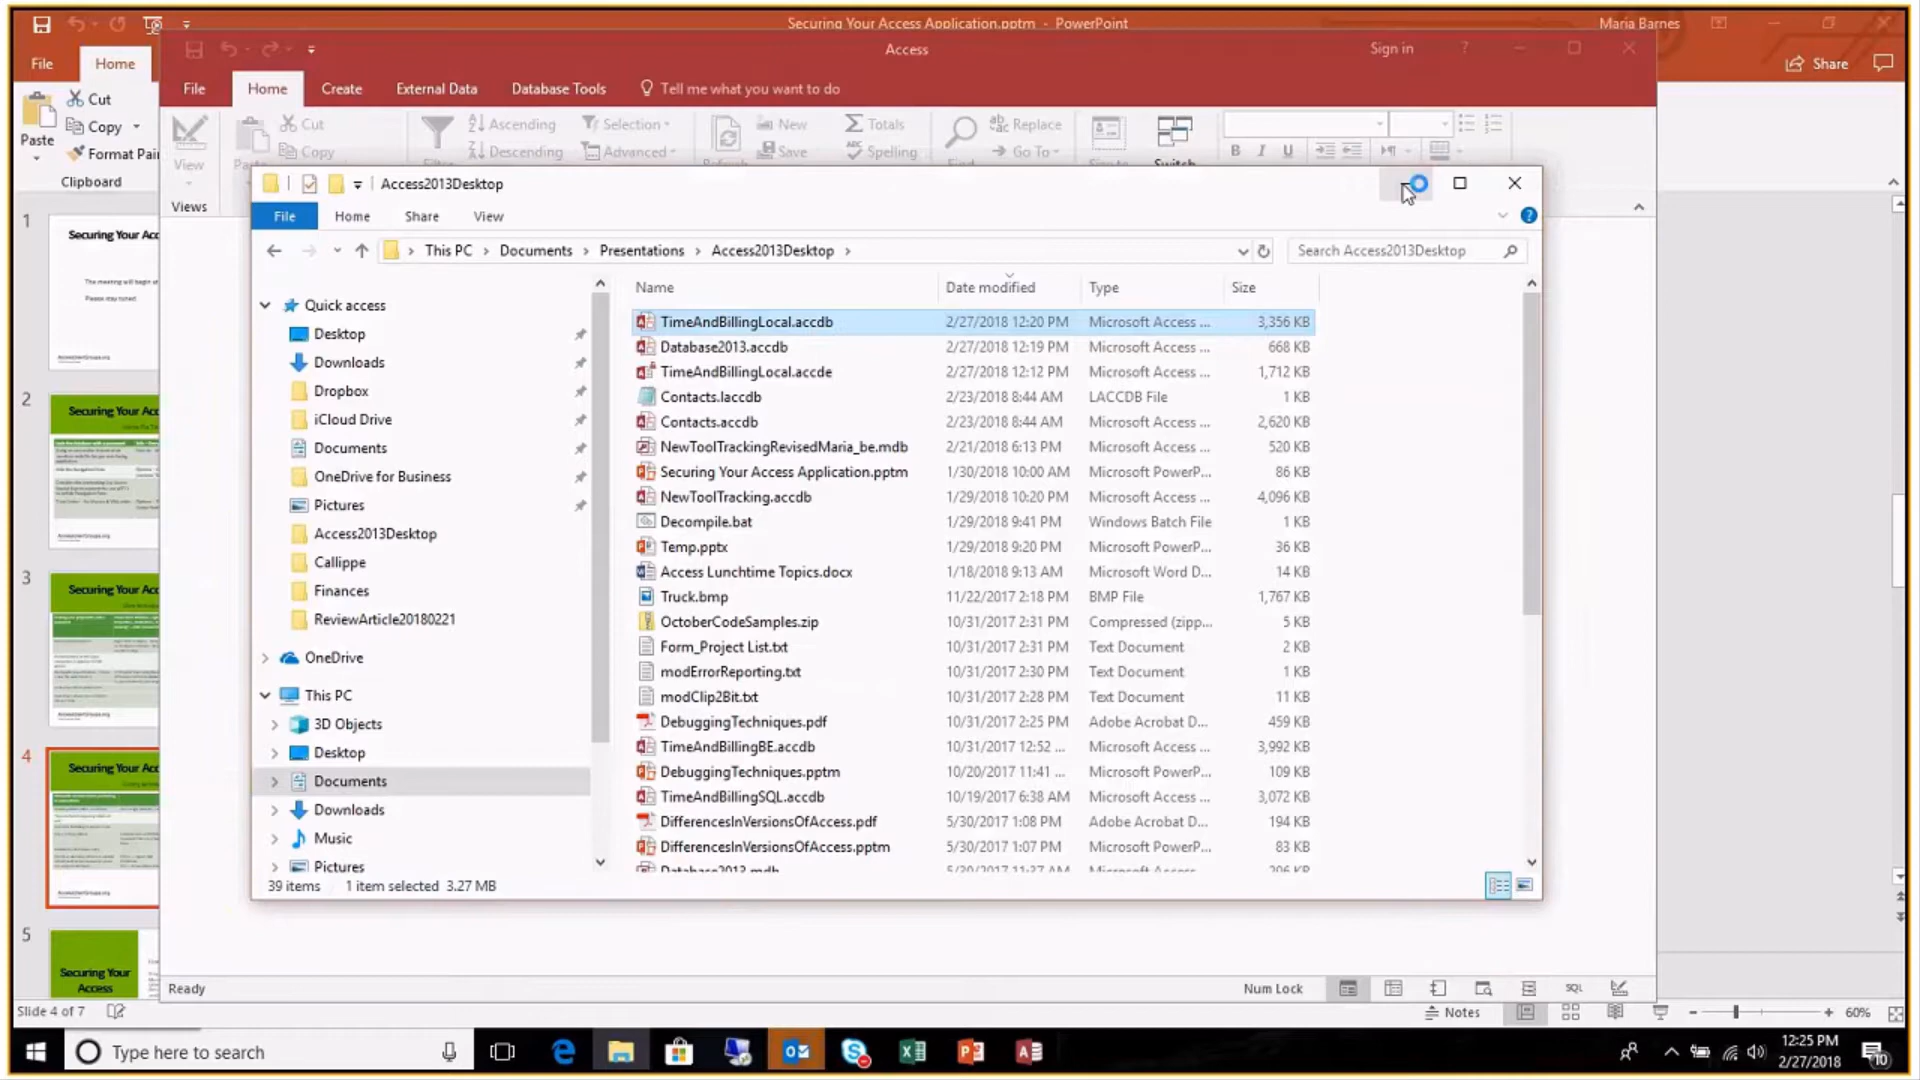 Securing Your Access Application.pptm - PowerPoint
Maria Barnes
File Home
Share
Cut
Copy
Paste
Clipboard
Access
Sign in
File Home Create External Data Database Tools Tell me what you want to do
Cut
Copy
View
Views
Ascending
Descending
Selection
Advanced
New
Save
Totals
Spelling
Replace
Go To
Access2013Desktop
File Home Share View
This PC > Documents > Presentations > Access2013Desktop >
Search Access2013Desktop
Quick access
Desktop
Downloads
Dropbox
iCloud Drive
Documents
OneDrive for Business
Pictures
Access2013Desktop
Callippe
Finances
ReviewArticle20180221
OneDrive
This PC
3D Objects
Desktop
Documents
Downloads
Music
Pictures
Name Date modified Type Size
TimeAndBillingLocal.accdb 2/27/2018 12:20 PM Microsoft Access ... 3,356 KB
Database2013.accdb 2/27/2018 12:19 PM Microsoft Access ... 668 KB
TimeAndBillingLocal.accde 2/27/2018 12:12 PM Microsoft Access ... 1,712 KB
Contacts.laccdb 2/23/2018 8:44 AM LACCDB File 1 KB
Contacts.accdb 2/23/2018 8:44 AM Microsoft Access ... 2,620 KB
NewToolTrackingRevisedMaria_be.mdb 2/21/2018 6:13 PM Microsoft Access ... 520 KB
Securing Your Access Application.pptm 1/30/2018 10:00 AM Microsoft PowerP... 86 KB
NewToolTracking.accdb 1/29/2018 10:20 PM Microsoft Access ... 4,096 KB
Decompile.bat 1/29/2018 9:41 PM Windows Batch File 1 KB
Temp.pptx 1/29/2018 9:20 PM Microsoft PowerP... 36 KB
Access Lunchtime Topics.docx 1/18/2018 9:13 AM Microsoft Word D... 14 KB
Truck.bmp 11/22/2017 2:18 PM BMP File 1,767 KB
OctoberCodeSamples.zip 10/31/2017 2:31 PM Compressed (zipp... 5 KB
Form_Project List.txt 10/31/2017 2:31 PM Text Document 2 KB
modErrorReporting.txt 10/31/2017 2:30 PM Text Document 1 KB
modClip2Bit.txt 10/31/2017 2:28 PM Text Document 11 KB
DebuggingTechniques.pdf 10/31/2017 2:25 PM Adobe Acrobat D... 459 KB
TimeAndBillingBE.accdb 10/31/2017 12:52 ... Microsoft Access ... 3,992 KB
DebuggingTechniques.pptm 10/20/2017 11:41 ... Microsoft PowerP... 109 KB
TimeAndBillingSQL.accdb 10/19/2017 6:38 AM Microsoft Access ... 3,072 KB
DifferencesInVersionsOfAccess.pdf 5/30/2017 1:08 PM Adobe Acrobat D... 194 KB
DifferencesInVersionsOfAccess.pptm 5/30/2017 1:07 PM Microsoft PowerP... 83 KB
39 items 1 item selected 3.27 MB
1
Securing Your
The meeting will begin
Please stay tuned
2
Securing Your
3
Securing Your
4
Securing Your
5
Securing Your
Access
Ready
Num Lock
SQL
Slide 4 of 7
Notes
60%
Type here to search
12:25 PM
2/27/2018
10